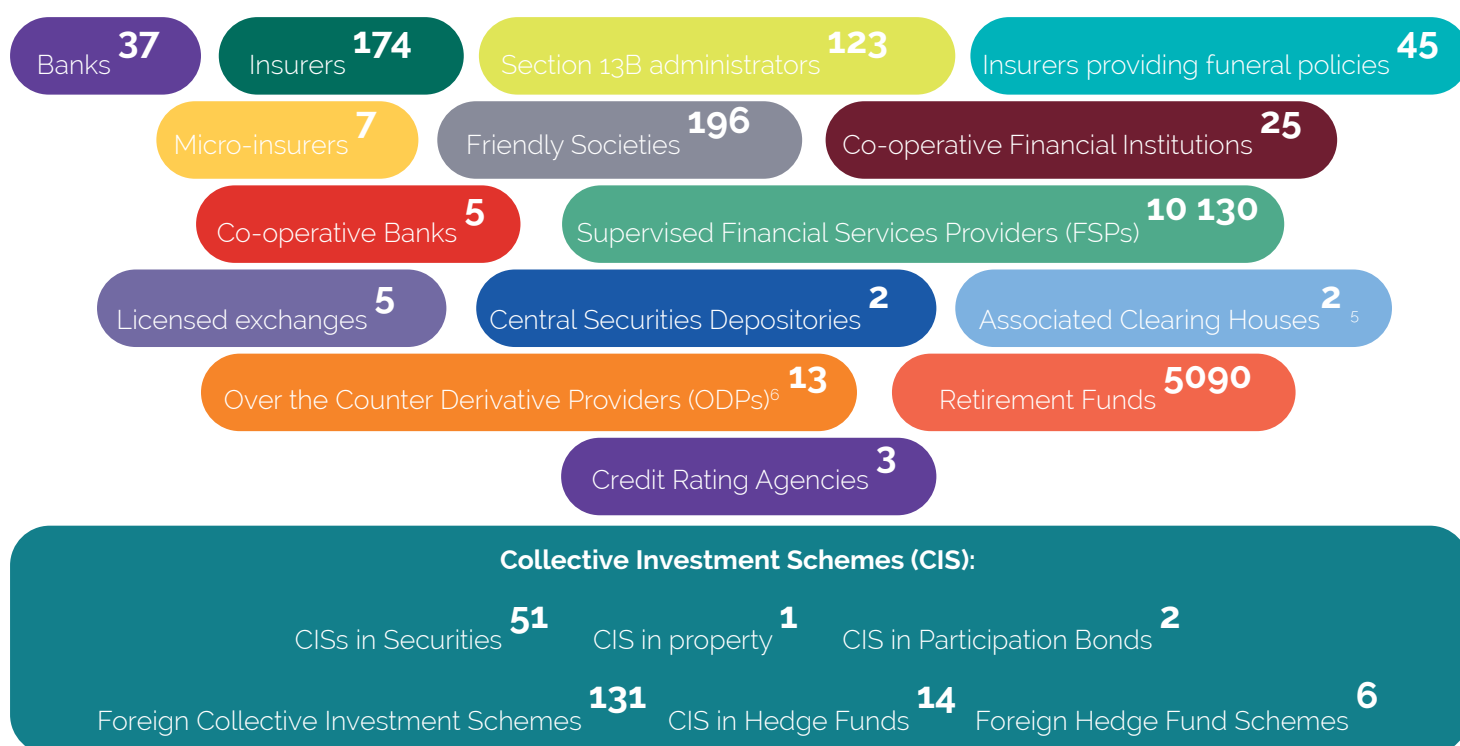 Banks 37 Insurers 174 Section 13B administrators 123 Insurers providing funeral policies 45
Micro-insurers 7 Friendly Societies 196 Co-operative Financial Institutions 25
Co-operative Banks 5 Supervised Financial Services Providers (FSPs) 10 130
Licensed exchanges 5 Central Securities Depositories 2 Associated Clearing Houses 2 5
Over the Counter Derivative Providers (ODPs)6 13 Retirement Funds 5090
Credit Rating Agencies 3
Collective Investment Schemes (CIS):
CISs in Securities 51 CIS in property 1 CIS in Participation Bonds 2
Foreign Collective Investment Schemes 131 CIS in Hedge Funds 14 Foreign Hedge Fund Schemes 6